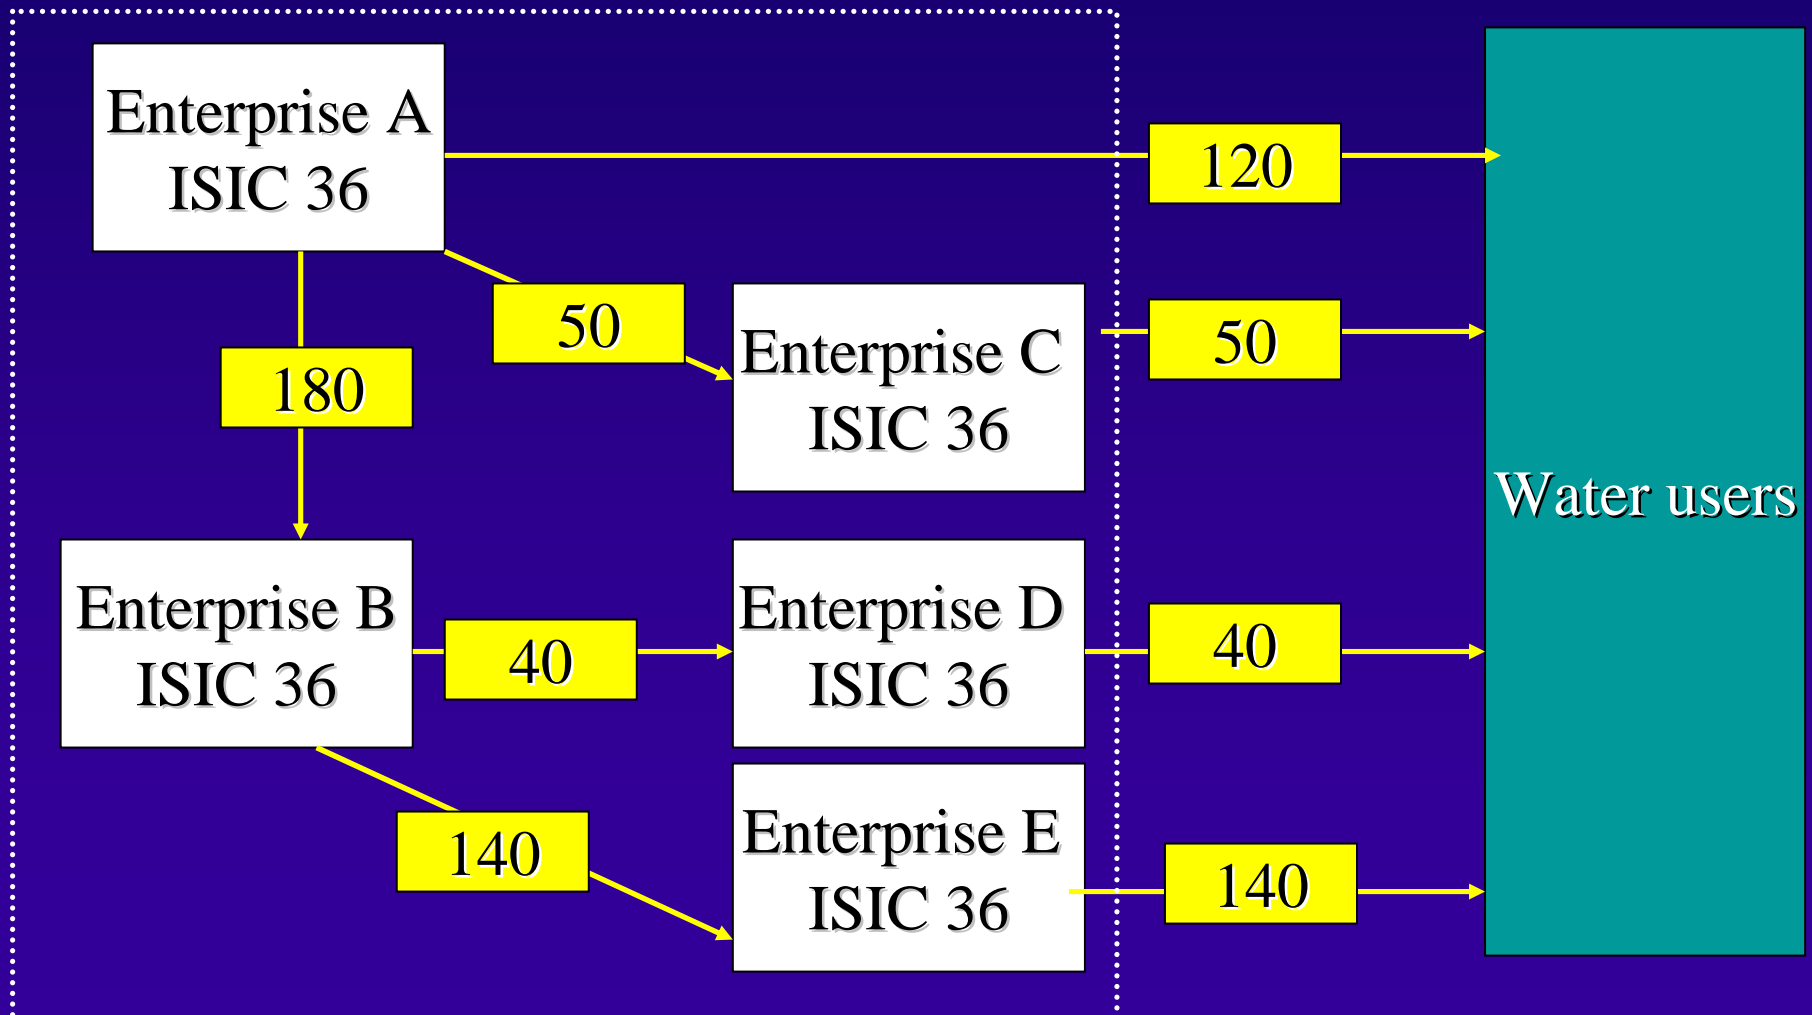 Enterprise A
ISIC 36
120
50
Enterprise C
ISIC 36
50
180
Water users
Enterprise B
ISIC 36
40
Enterprise D
ISIC 36
40
140
Enterprise E
ISIC 36
140